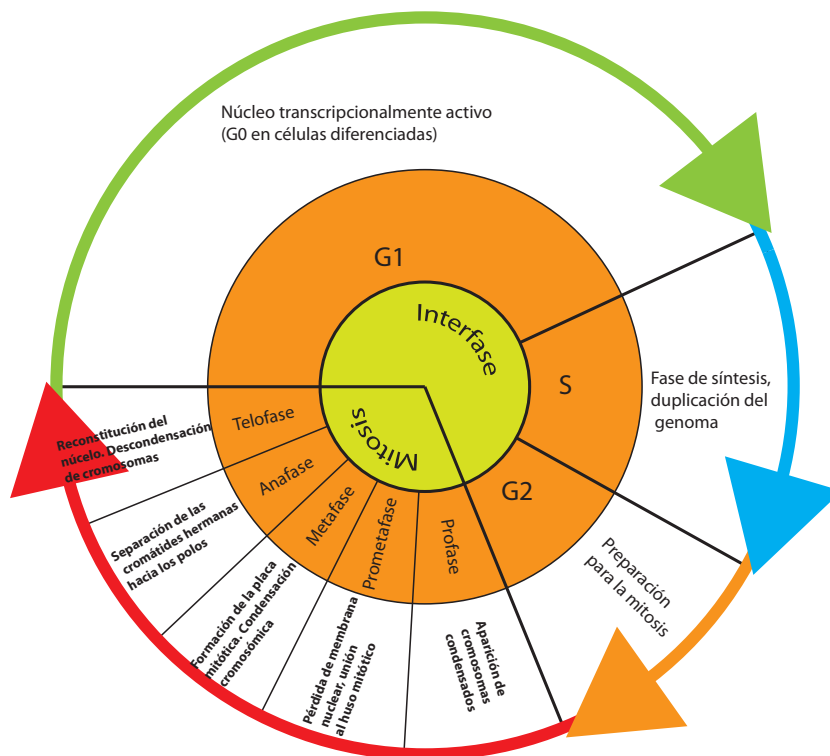 Núcleo transcripcionalmente activo
(G0 en células diferenciadas)
G1
Interfase
S
Fase de síntesis,
duplicación del
genoma
G2
Preparación
para la mitosis
Mitosis
Profase
Aparición de
cromosomas
condensados
Prometafase
Pérdida de membrana
nuclear, unión
al huso mitótico
Metafase
Formación de la placa
mitótica. Condensación
cromosómica
Anafase
Separación de las
cromátides hermanas
hacia los polos
Telofase
Reconstitución del
núcelo. Descondensación
de cromosomas